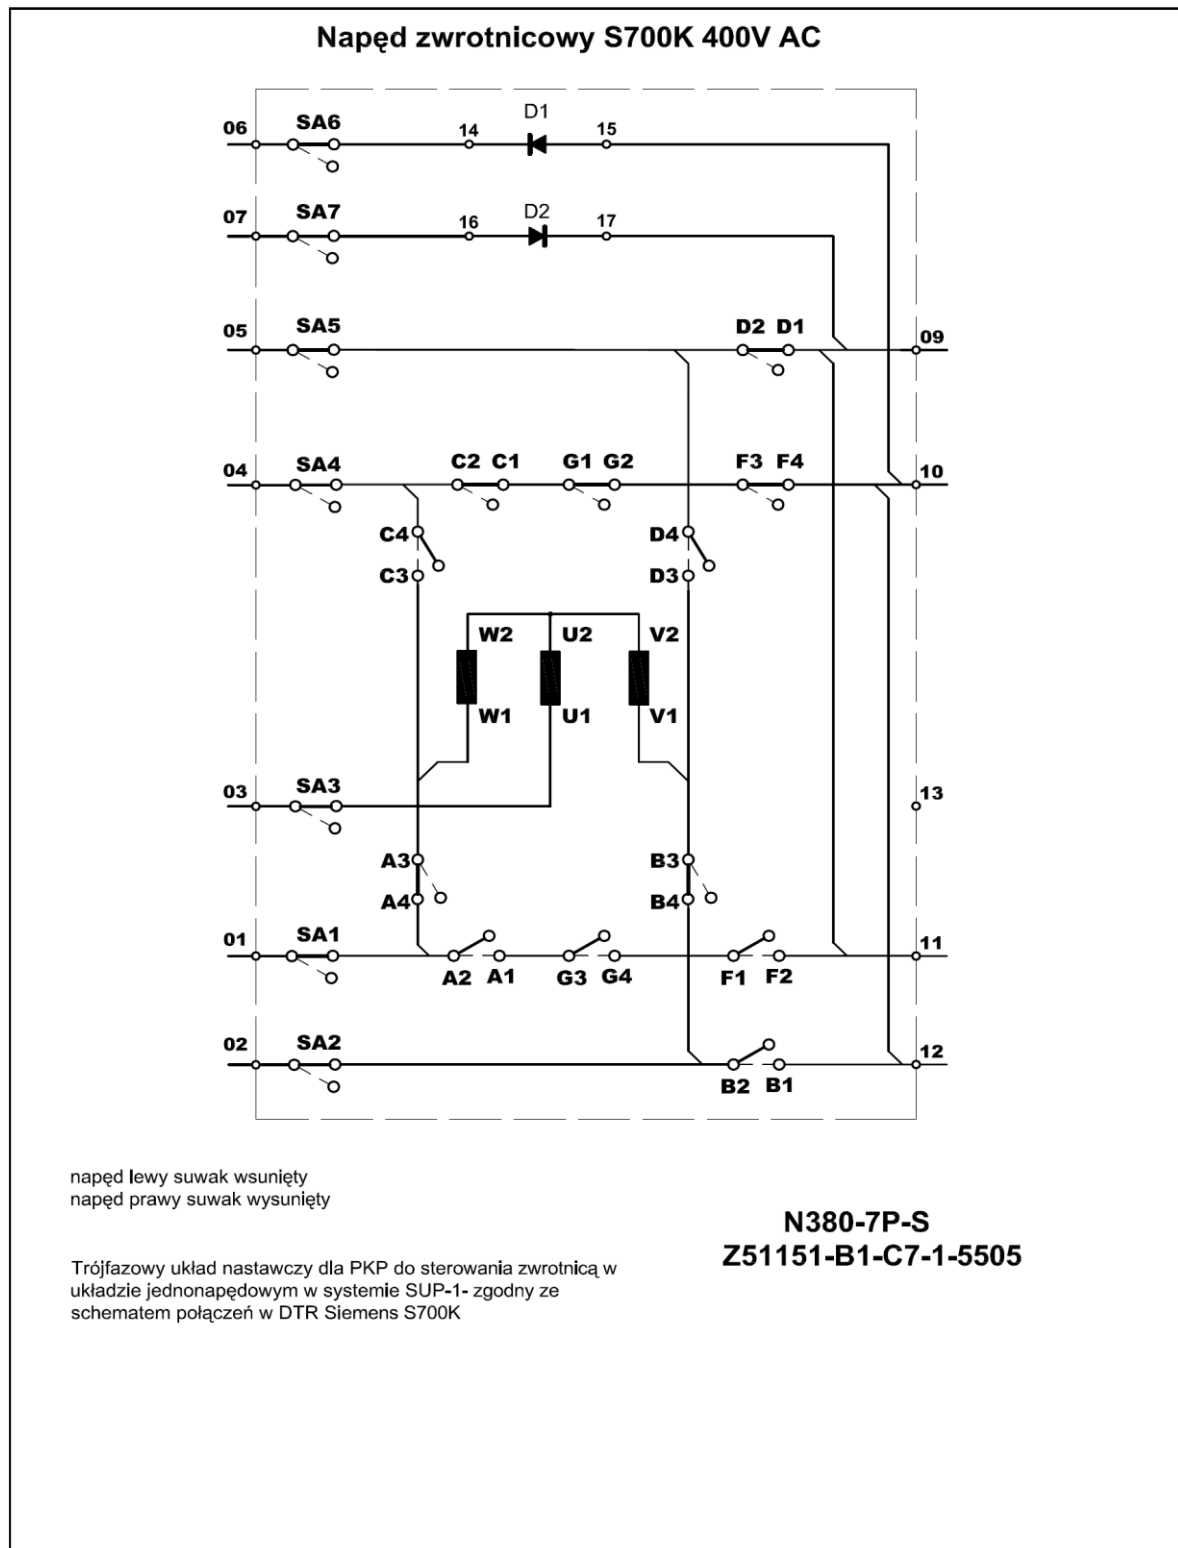 Napęd zwrotnicowy S700K 400V AC
06 SA6 14 D1 15
07 SA7 16 D2 17
05 SA5 D2 D1 09
04 SA4 C2 C1 G1 G2 F3 F4 10
C4 D4
C3 D3
W2 U2 V2
W1 U1 V1
03 SA3 13
A3 B3
A4 B4
01 SA1 A2 A1 G3 G4 F1 F2 11
02 SA2 B2 B1 12
napęd lewy suwak wsunięty
napęd prawy suwak wysunięty
N380-7P-S
Z51151-B1-C7-1-5505
Trójfazowy układ nastawczy dla PKP do sterowania zwrotnicą w
układzie jednonapędowym w systemie SUP-1- zgodny ze
schematem połączeń w DTR Siemens S700K